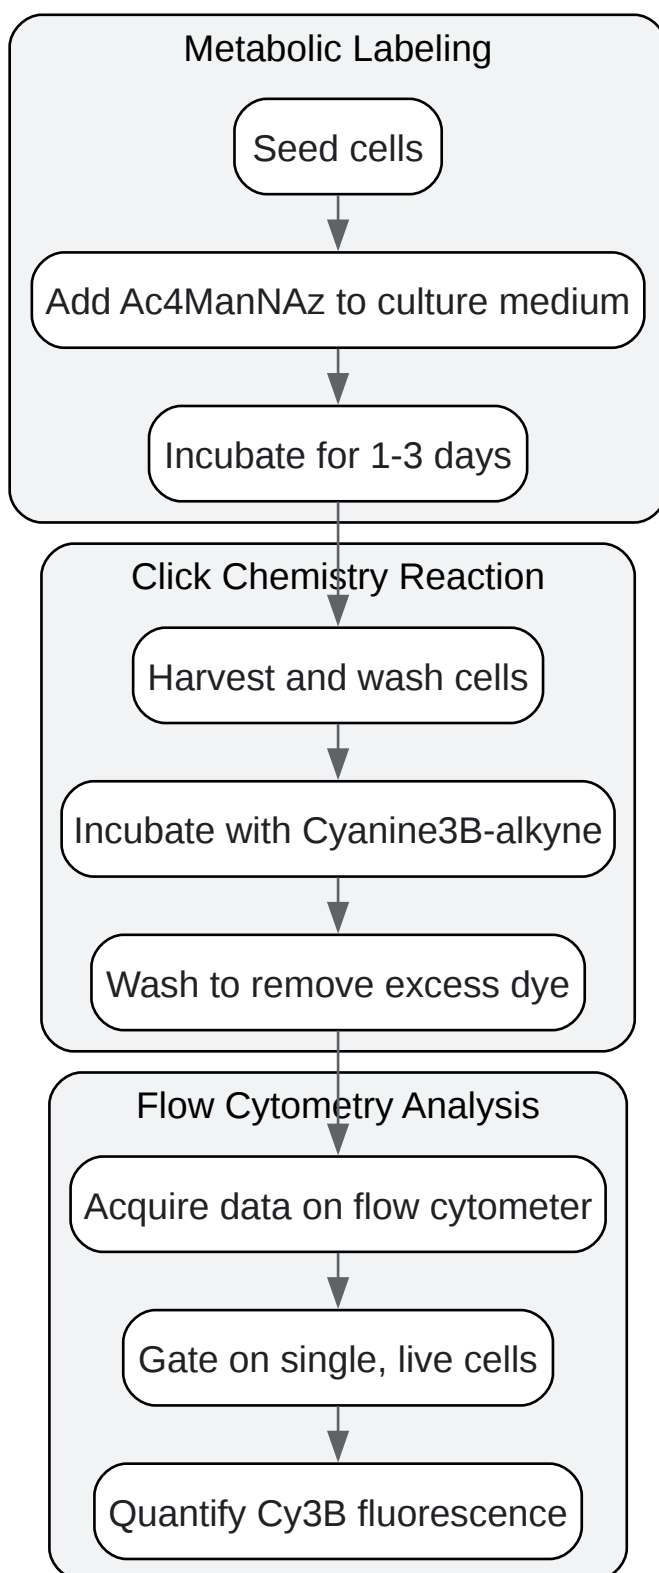 Metabolic Labeling
Seed cells
Add Ac4ManNAz to culture medium
Incubate for 1-3 days
Click Chemistry Reaction
Harvest and wash cells
Incubate with Cyanine3B-alkyne
Wash to remove excess dye
Flow Cytometry Analysis
Acquire data on flow cytometer
Gate on single, live cells
Quantify Cy3B fluorescence